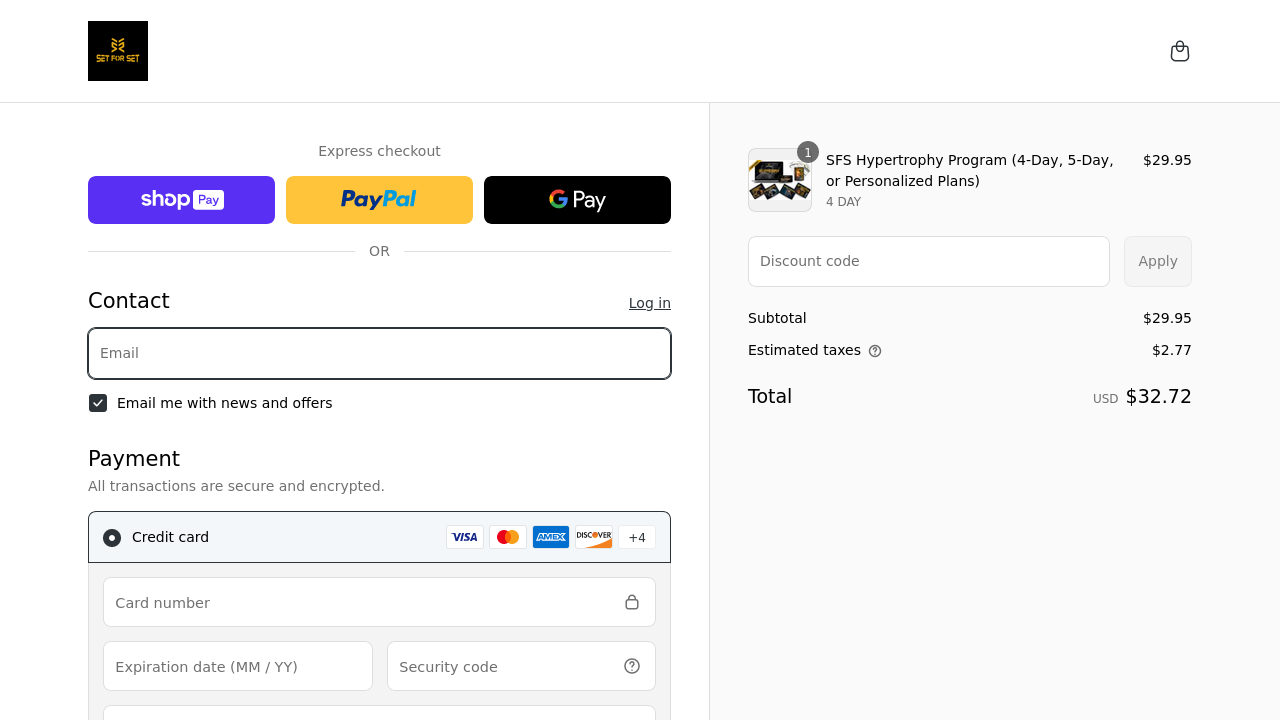 SET FOR SET
Express checkout
shop Pay
PayPal
G Pay
OR
Contact
Log in
Email
Email me with news and offers
Payment
All transactions are secure and encrypted.
Credit card
VISA
AMEX
DISCOVER
+4
Card number
Expiration date (MM / YY)
Security code
1
SFS Hypertrophy Program (4-Day, 5-Day,
or Personalized Plans)
4 DAY
$29.95
Discount code
Apply
Subtotal
$29.95
Estimated taxes
$2.77
Total
USD $32.72